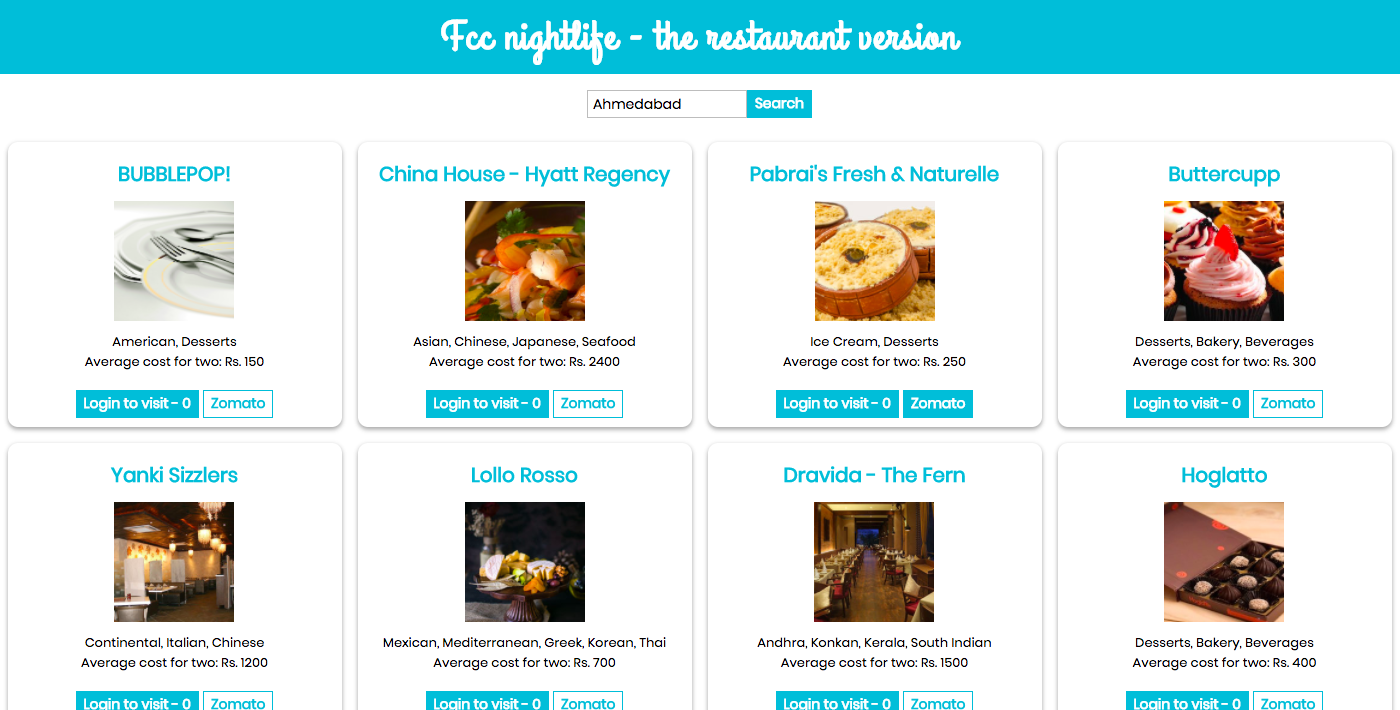 Fcc nightlife - the restaurant version
Ahmedabad Search
BUBBLEPOP!
American, Desserts
Average cost for two: Rs. 150
Login to visit - 0 Zomato
China House - Hyatt Regency
Asian, Chinese, Japanese, Seafood
Average cost for two: Rs. 2400
Login to visit - 0 Zomato
Pabrai's Fresh & Naturelle
Ice Cream, Desserts
Average cost for two: Rs. 250
Login to visit - 0 Zomato
Buttercupp
Desserts, Bakery, Beverages
Average cost for two: Rs. 300
Login to visit - 0 Zomato
Yanki Sizzlers
Continental, Italian, Chinese
Average cost for two: Rs. 1200
Login to visit - 0 Zomato
Lollo Rosso
Mexican, Mediterranean, Greek, Korean, Thai
Average cost for two: Rs. 700
Login to visit - 0 Zomato
Dravida - The Fern
Andhra, Konkan, Kerala, South Indian
Average cost for two: Rs. 1500
Login to visit - 0 Zomato
Hoglatto
Desserts, Bakery, Beverages
Average cost for two: Rs. 400
Login to visit - 0 Zomato